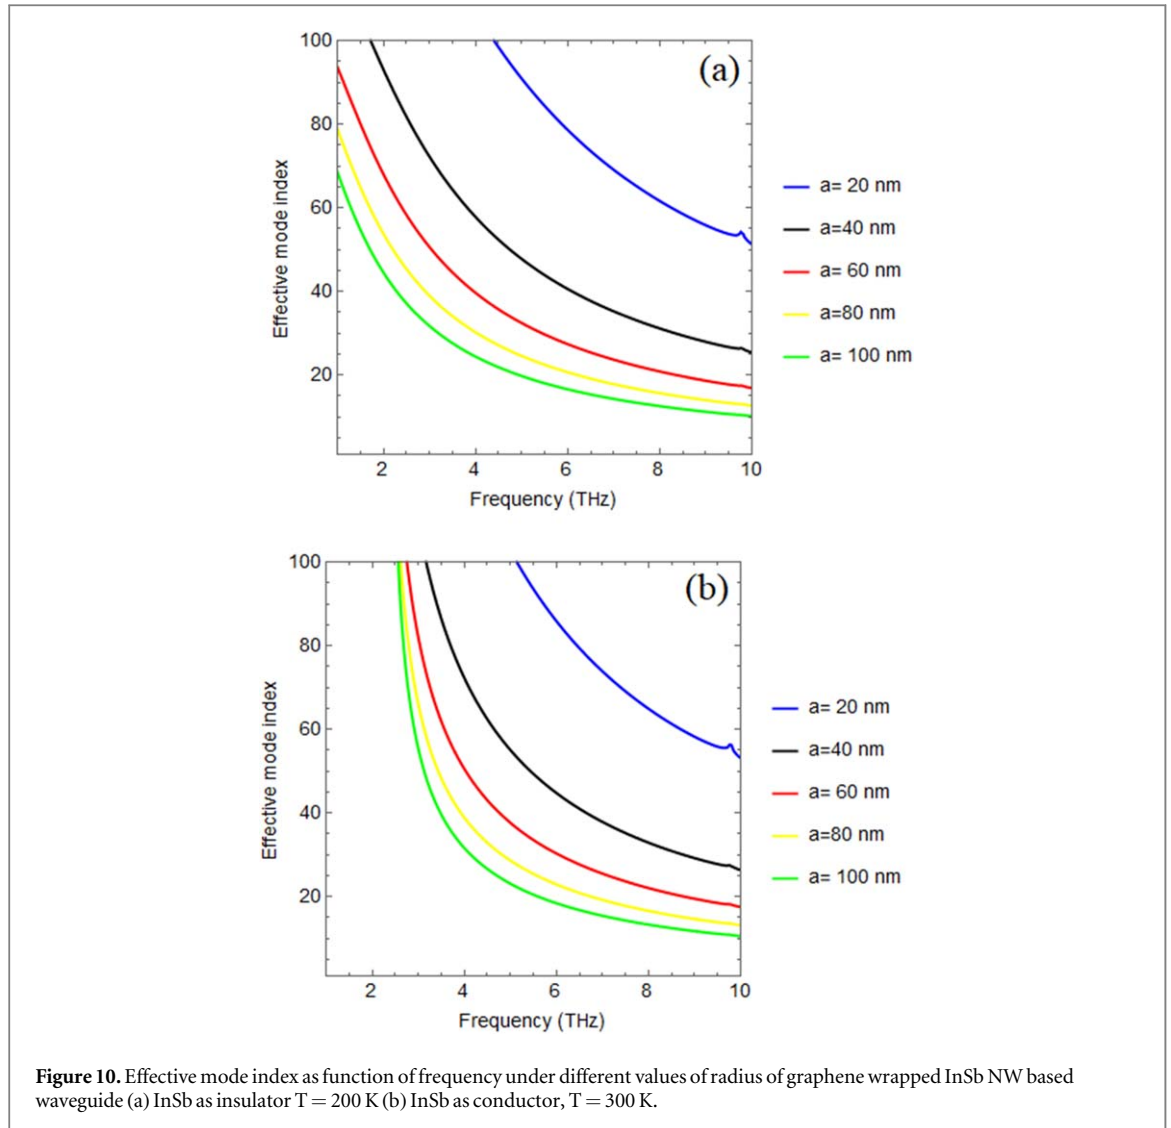 100
80
60
40
20
Effective mode index
(a)
2 4 6 8 10
Frequency (THz)
a= 20 nm
a=40 nm
a= 60 nm
a=80 nm
a= 100 nm
100
80
60
40
20
Effective mode index
(b)
2 4 6 8 10
Frequency (THz)
a= 20 nm
a=40 nm
a= 60 nm
a=80 nm
a= 100 nm
Figure 10. Effective mode index as function of frequency under different values of radius of graphene wrapped InSb NW based
waveguide (a) InSb as insulator T = 200 K (b) InSb as conductor, T = 300 K.